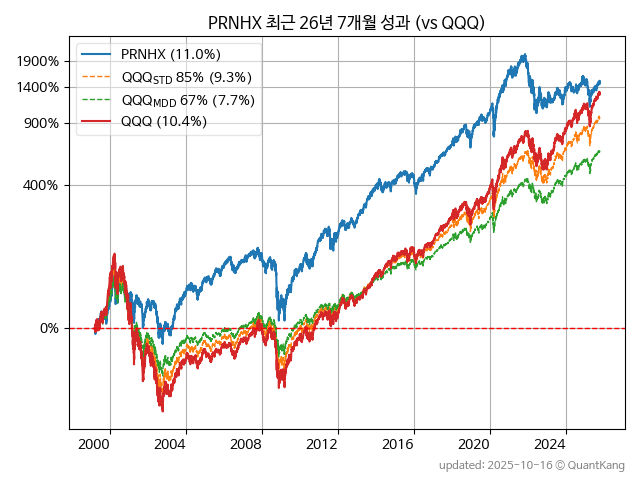 PRNHX 최근 26년 7개월 성과 (vs QQQ)
PRNHX (11.0%)
QQQSTD 85% (9.3%)
QQQMDD 67% (7.7%)
QQQ (10.4%)
1900%
1400%
900%
400%
0%
2000 2004 2008 2012 2016 2020 2024
updated: 2025-10-16 © QuantKang